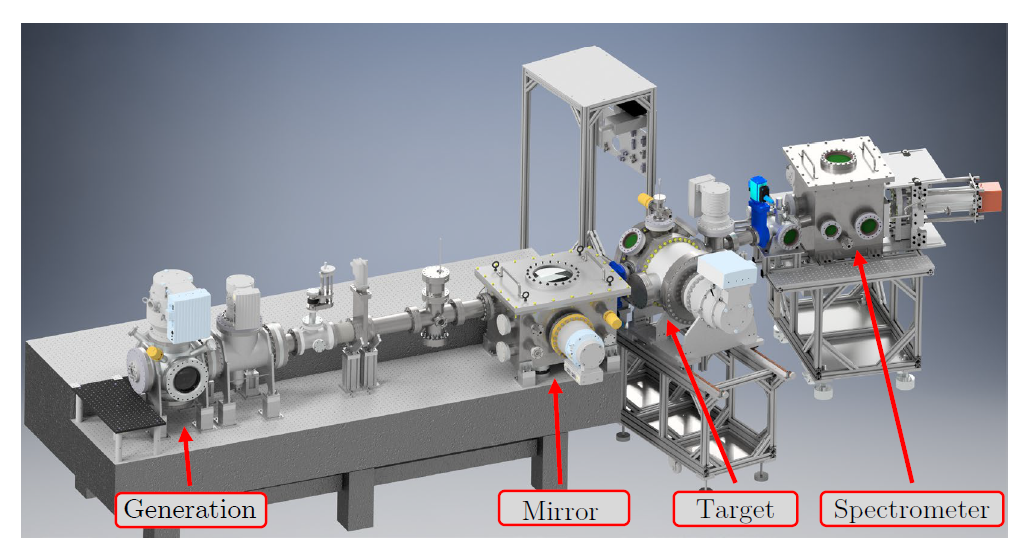 Generation
Mirror
Target
Spectrometer